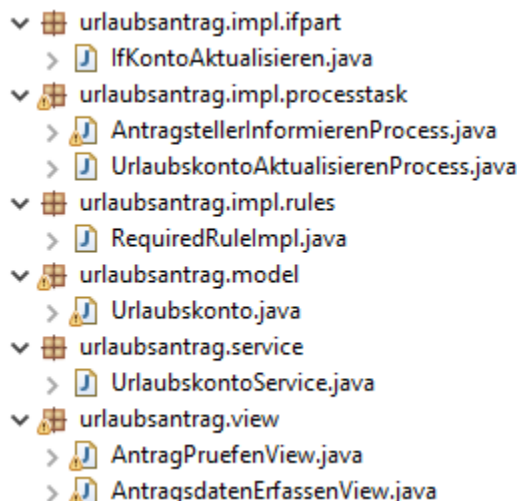 urlaubsantrag.impl.ifpart
IfKontoAktualisieren.java
urlaubsantrag.impl.processtask
AntragstellerInformierenProcess.java
UrlaubskontoAktualisierenProcess.java
urlaubsantrag.impl.rules
RequiredRuleImpl.java
urlaubsantrag.model
Urlaubskonto.java
urlaubsantrag.service
UrlaubskontoService.java
urlaubsantrag.view
AntragPruefenView.java
AntragsdatenErfassenView.java